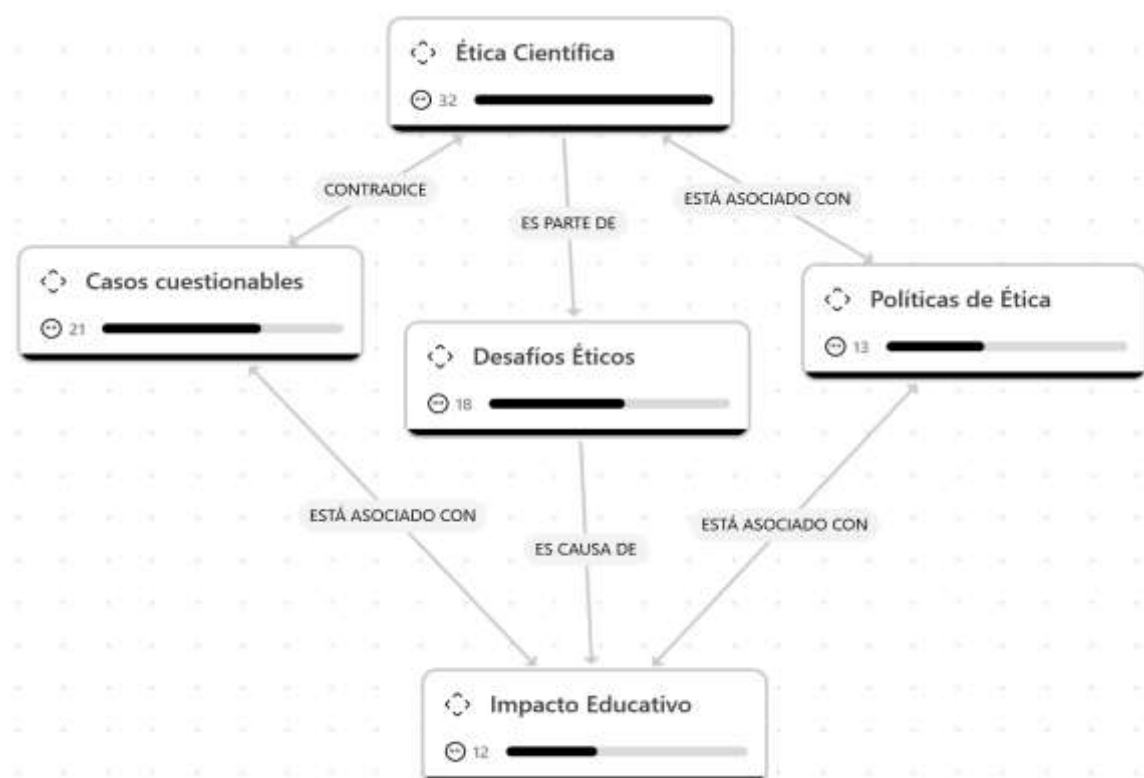 Ética Científica
32
CONTRADICE
ES PARTE DE
ESTÁ ASOCIADO CON
Casos cuestionables
21
Políticas de Ética
13
Desafíos Éticos
18
ESTÁ ASOCIADO CON
ES CAUSA DE
ESTÁ ASOCIADO CON
Impacto Educativo
12